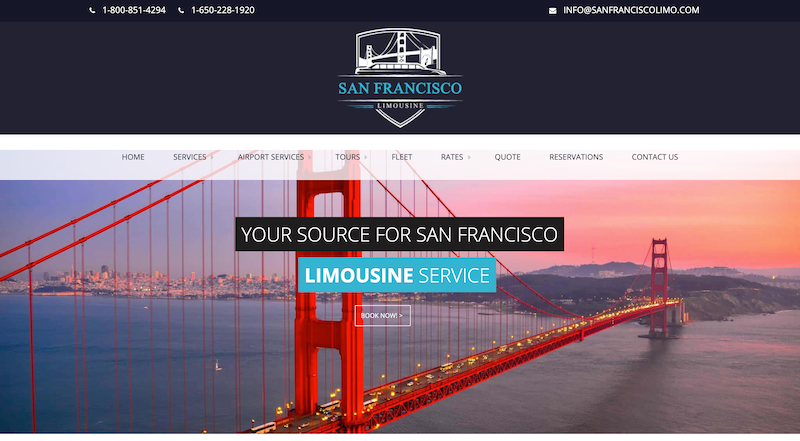 1-800-851-4294 1-650-228-1920 INFO@SANFRANCISCOLIMO.COM
SAN FRANCISCO
LIMOUSINE
HOME SERVICES AIRPORT SERVICES TOURS FLEET RATES QUOTE RESERVATIONS CONTACT US
YOUR SOURCE FOR SAN FRANCISCO
LIMOUSINE SERVICE
BOOK NOW! >